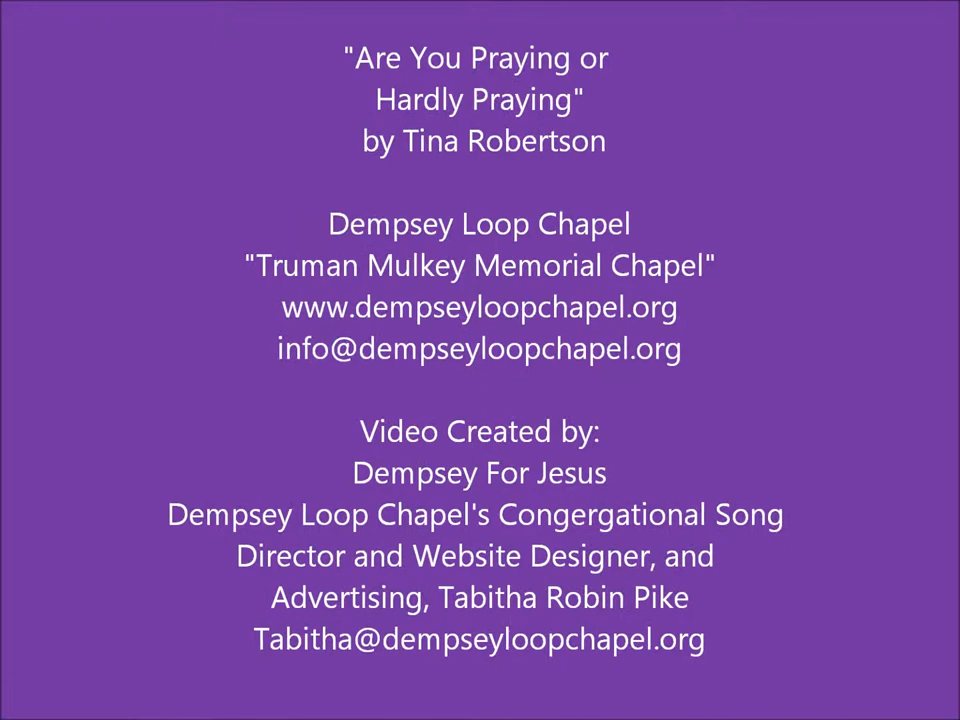 "Are You Praying or
Hardly Praying"
by Tina Robertson
Dempsey Loop Chapel
"Truman Mulkey Memorial Chapel"
www.dempseyloopchapel.org
info@dempseyloopchapel.org
Video Created by:
Dempsey For Jesus
Dempsey Loop Chapel's Congergational Song
Director and Website Designer, and
Advertising, Tabitha Robin Pike
Tabitha@dempseyloopchapel.org